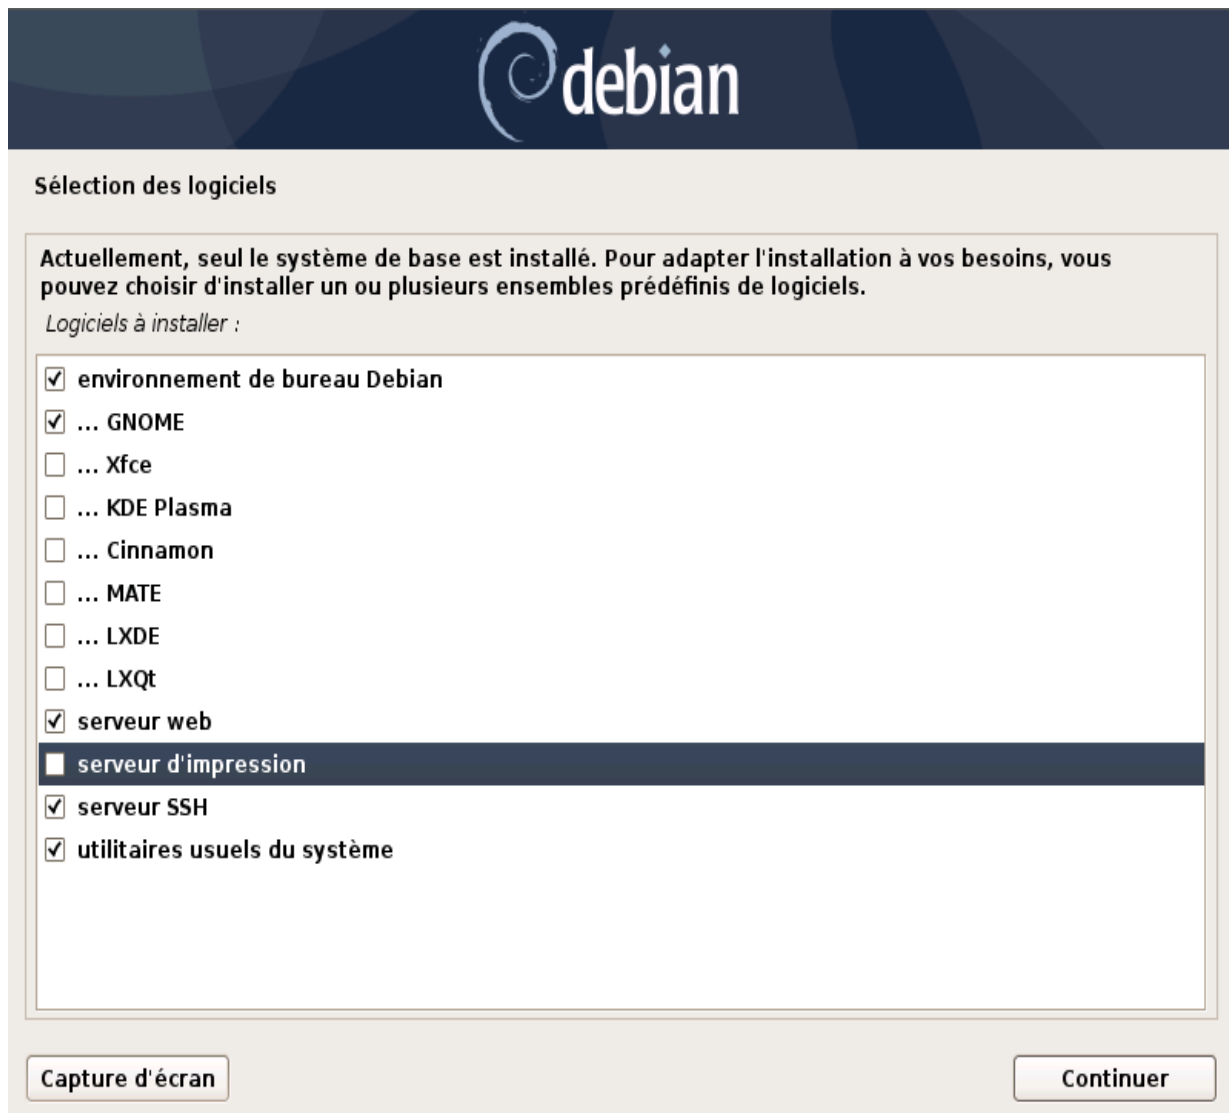 debian
Sélection des logiciels
Actuellement, seul le système de base est installé. Pour adapter l'installation à vos besoins, vous
pouvez choisir d'installer un ou plusieurs ensembles prédéfinis de logiciels.
Logiciels à installer :
environnement de bureau Debian
... GNOME
... Xfce
... KDE Plasma
... Cinnamon
... MATE
... LXDE
... LXQt
serveur web
serveur d'impression
serveur SSH
utilitaires usuels du système
Capture d'écran
Continuer